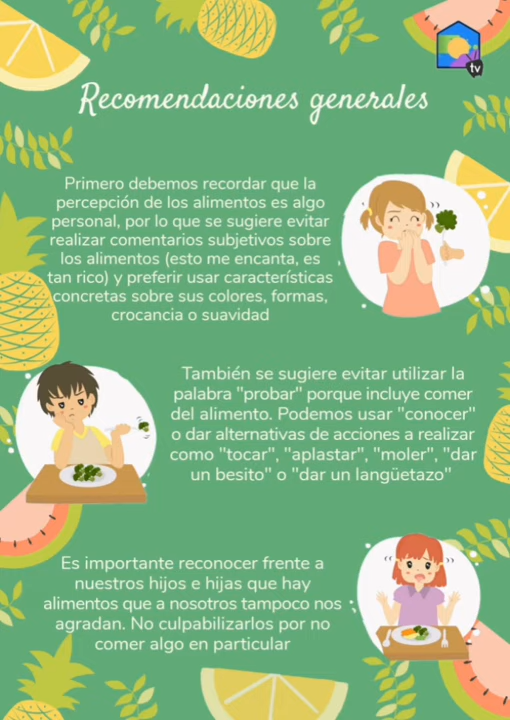 tv
Recomendaciones generales
Primero debemos recordar que la
percepción de los alimentos es algo
personal, por lo que se sugiere evitar
realizar comentarios subjetivos sobre
los alimentos (esto me encanta, es
tan rico) y preferir usar características
concretas sobre sus colores, formas,
crocancia o suavidad
También se sugiere evitar utilizar la
palabra "probar" porque incluye comer
del alimento. Podemos usar "conocer"
o dar alternativas de acciones a realizar
como "tocar", "aplastar", "moler", "dar
un besito" o "dar un langüetazo"
Es importante reconocer frente a
nuestros hijos e hijas que hay
alimentos que a nosotros tampoco nos
agradan. No culpabilizarlos por no
comer algo en particular